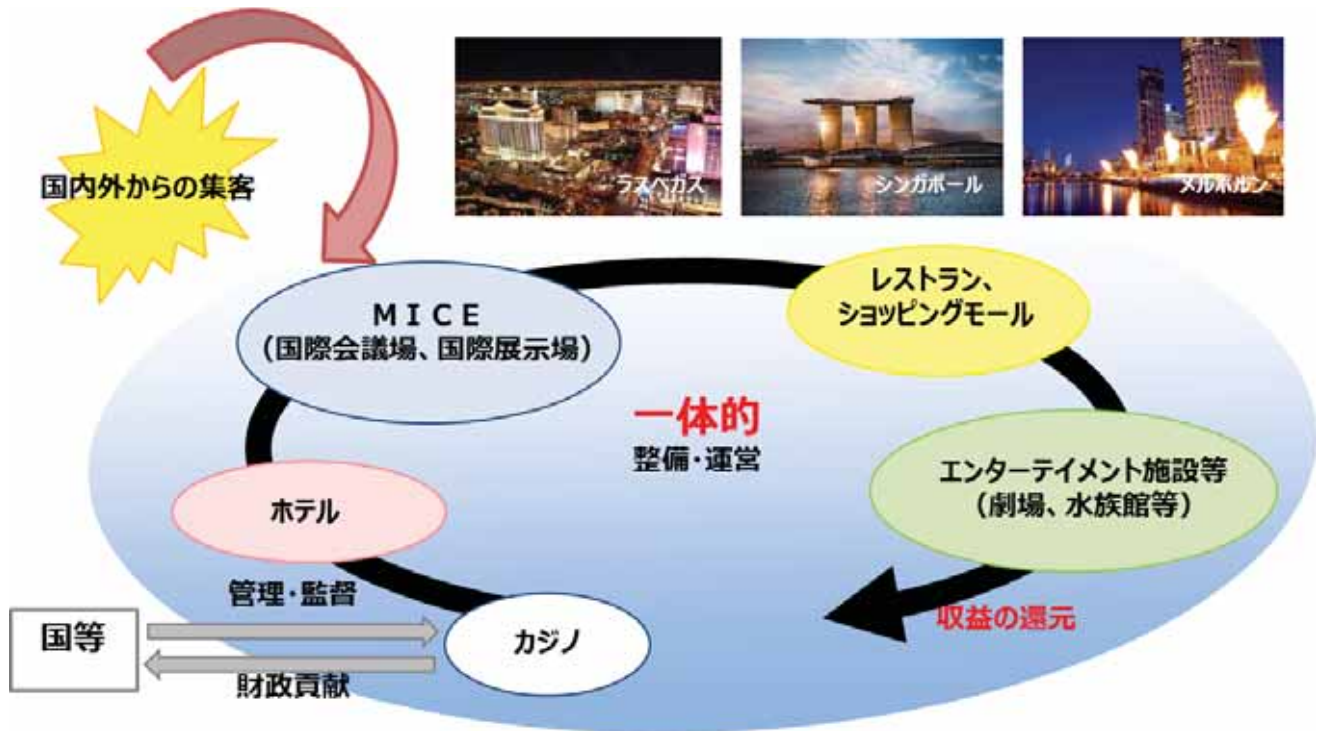 国内外からの集客
ラスベガス
シンガポール
メルボルン
ＭＩＣＥ
（国際会議場、国際展示場）
レストラン、
ショッピングモール
一体的
整備・運営
エンターテイメント施設等
（劇場、水族館等）
ホテル
管理・監督
国等
カジノ
収益の還元
財政貢献